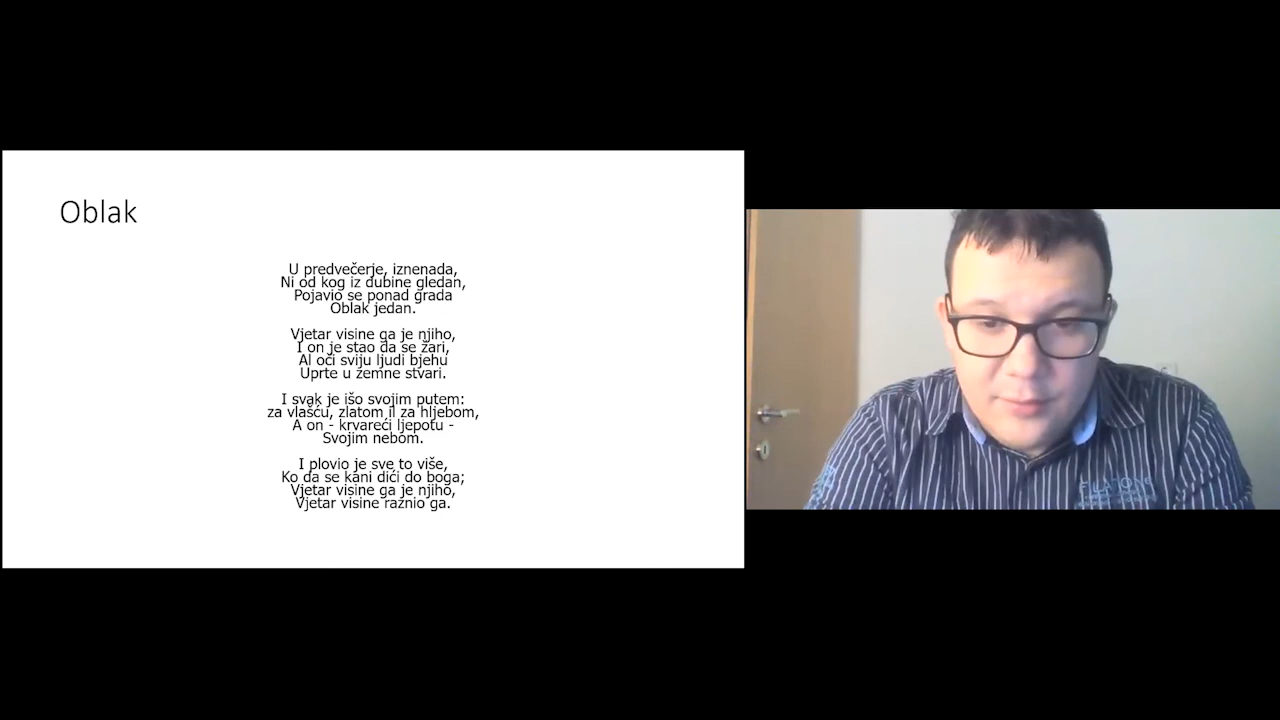 Oblak
U predvečerje, iznenada,
Ni od kog iz dubine gledan,
Pojavio se ponad grada
Oblak jedan.
Vjetar visine ga je njiho,
I on je stao da se žari,
Al oči sviju ljudi bjehu
Uprte u zemne stvari.
I svak je išo svojim putem:
za vlašću, zlatom il za hljebom,
A on - krvareći ljepotu -
Svojim nebom.
I plovio je sve to više,
Ko da se kani dići do boga;
Vjetar visine ga je njiho,
Vjetar visine raznio ga.